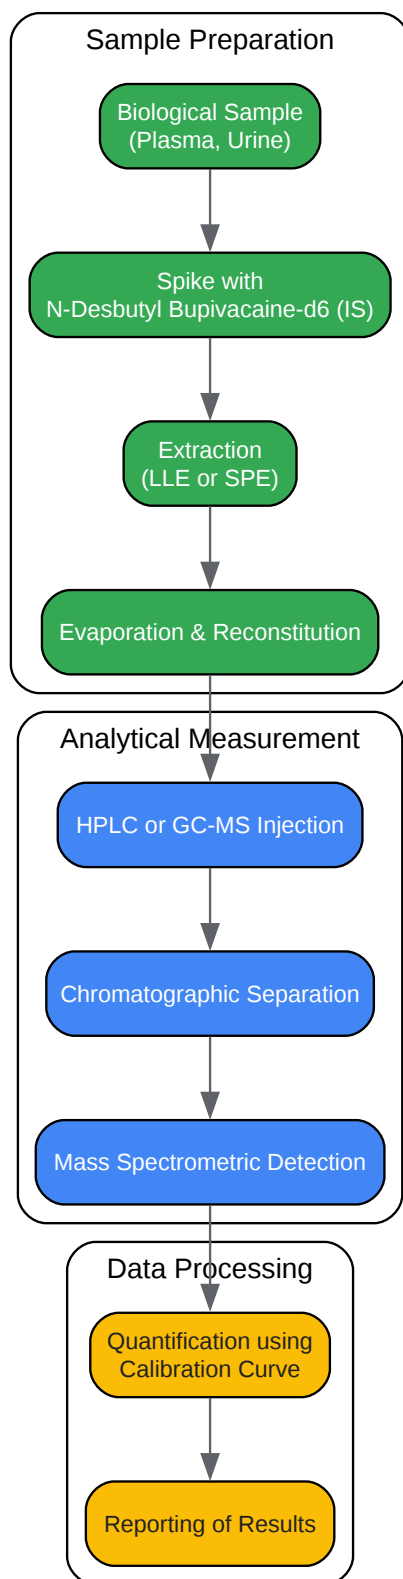 Sample Preparation
Biological Sample
(Plasma, Urine)
Spike with
N-Desbutyl Bupivacaine-d6 (IS)
Extraction
(LLE or SPE)
Evaporation & Reconstitution
Analytical Measurement
HPLC or GC-MS Injection
Chromatographic Separation
Mass Spectrometric Detection
Data Processing
Quantification using
Calibration Curve
Reporting of Results